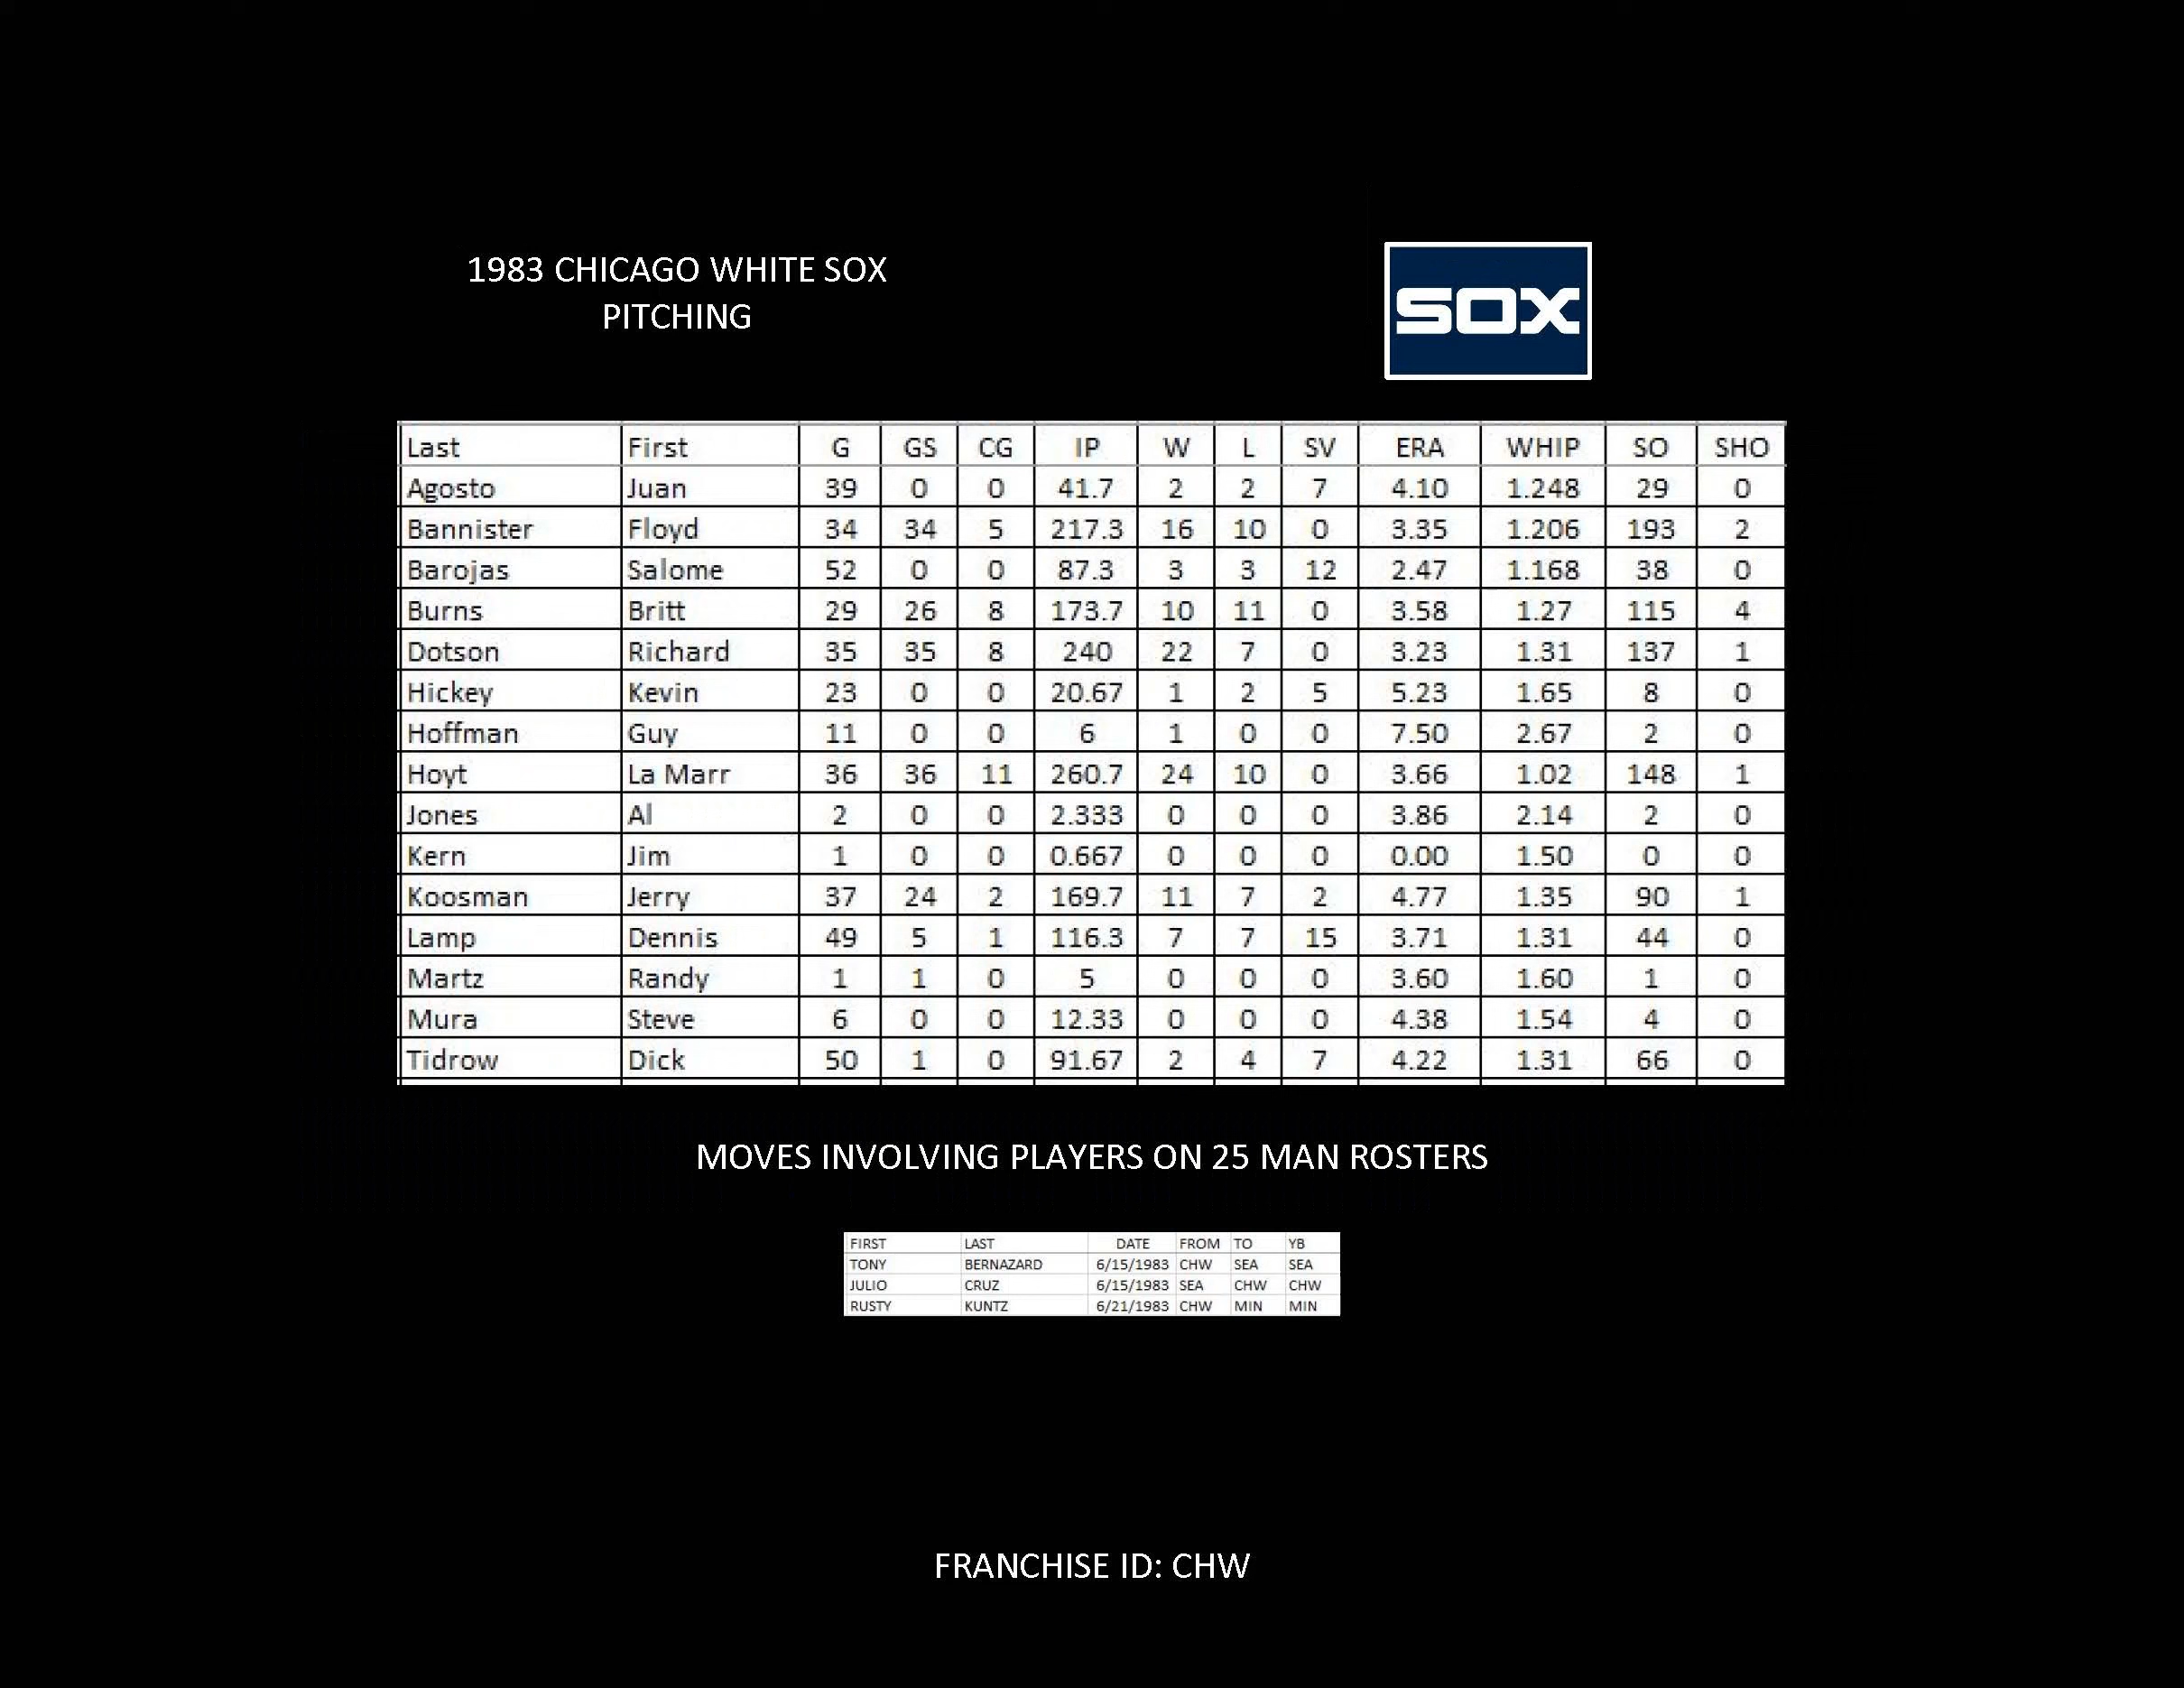 1983 CHICAGO WHITE SOX
PITCHING
SOX
Last First G GS CG IP W L SV ERA WHIP SO SHO
Agosto Juan 39 0 0 41.7 2 2 7 4.10 1.248 29 0
Bannister Floyd 34 34 5 217.3 16 10 0 3.35 1.206 193 2
Barojas Salome 52 0 0 87.3 3 3 12 2.47 1.168 38 0
Burns Britt 29 26 8 173.7 10 11 0 3.58 1.27 115 4
Dotson Richard 35 35 8 240 22 7 0 3.23 1.31 137 1
Hickey Kevin 23 0 0 20.67 1 2 5 5.23 1.65 8 0
Hoffman Guy 11 0 0 6 1 0 0 7.50 2.67 2 0
Hoyt La Marr 36 36 11 260.7 24 10 0 3.66 1.02 148 1
Jones Al 2 0 0 2.333 0 0 0 3.86 2.14 2 0
Kern Jim 1 0 0 0.667 0 0 0 0.00 1.50 0 0
Koosman Jerry 37 24 2 169.7 11 7 2 4.77 1.35 90 1
Lamp Dennis 49 5 1 116.3 7 7 15 3.71 1.31 44 0
Martz Randy 1 1 0 5 0 0 0 3.60 1.60 1 0
Mura Steve 6 0 0 12.33 0 0 0 4.38 1.54 4 0
Tidrow Dick 50 1 0 91.67 2 4 7 4.22 1.31 66 0
MOVES INVOLVING PLAYERS ON 25 MAN ROSTERS
FIRST LAST DATE FROM TO YB
TONY BERNAZARD 6/15/1983 CHW SEA SEA
JULIO CRUZ 6/15/1983 SEA CHW CHW
RUSTY KUNTZ 6/21/1983 CHW MIN MIN
FRANCHISE ID: CHW